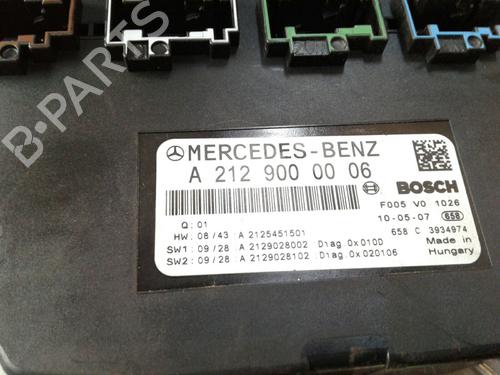 B-PARTS
MERCEDES-BENZ
A 212 900 00 06
BOSCH
Q: 01
F005 V0 1026
HW: 08/43: A 2125451501
10-05-07 658
SW1: 09/28: A 2129028002 Diag.0x010D
658 C 3934974
SW2: 09/28: A 2129028102 Diag.0x020106
Made in
Hungary